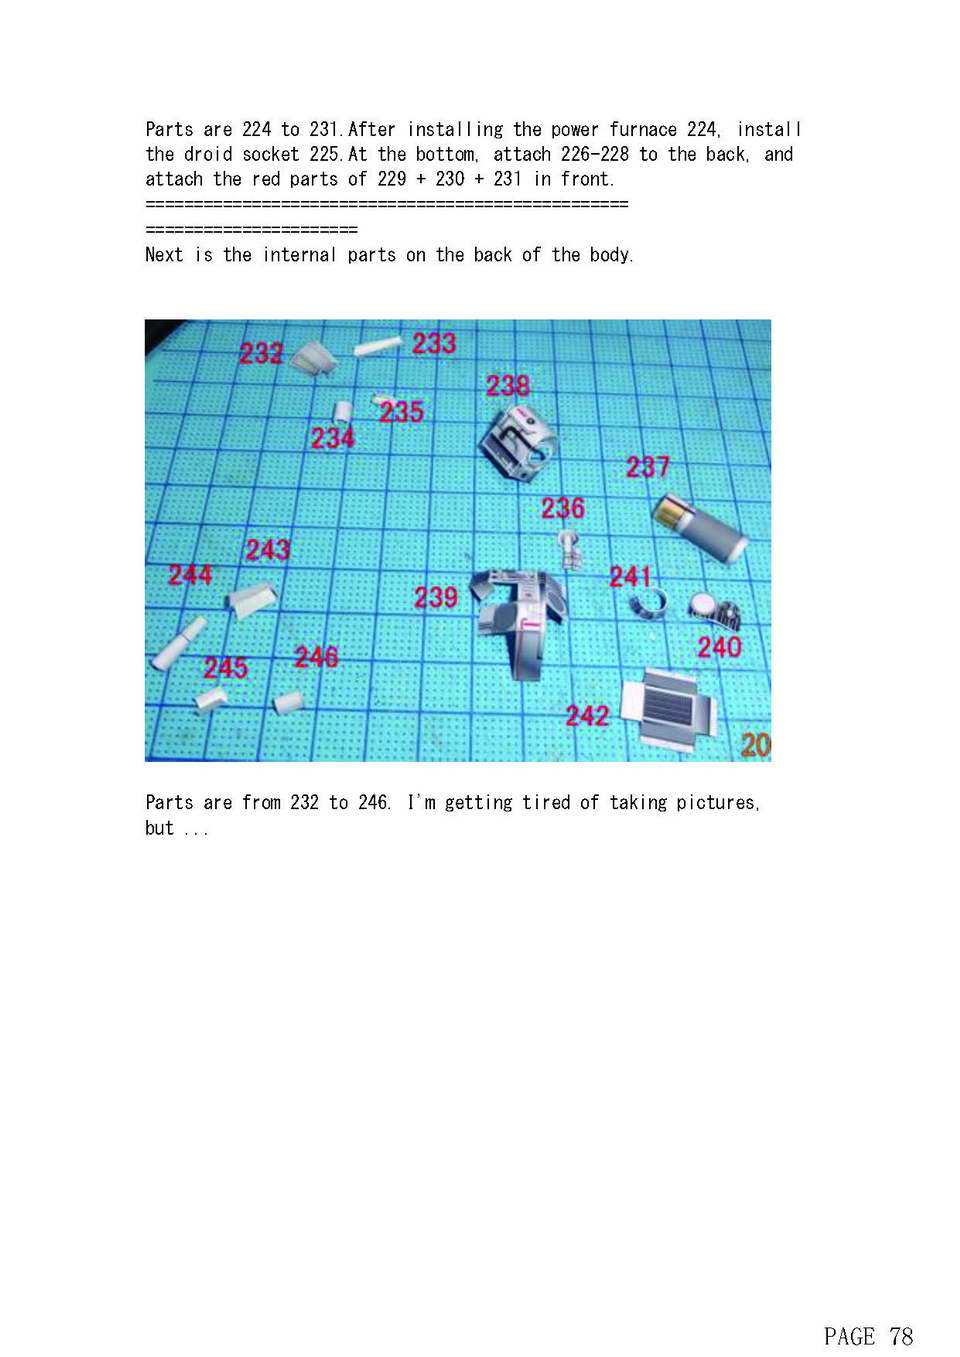 Parts are 224 to 231.After installing the power furnace 224, install
the droid socket 225.At the bottom, attach 226-228 to the back, and
attach the red parts of 229 + 230 + 231 in front.
==================================================
======================
Next is the internal parts on the back of the body.
232
233
238
235
234
237
236
243
244
241
239
240
246
245
242
20
Parts are from 232 to 246. I'm getting tired of taking pictures,
but ...
PAGE 78